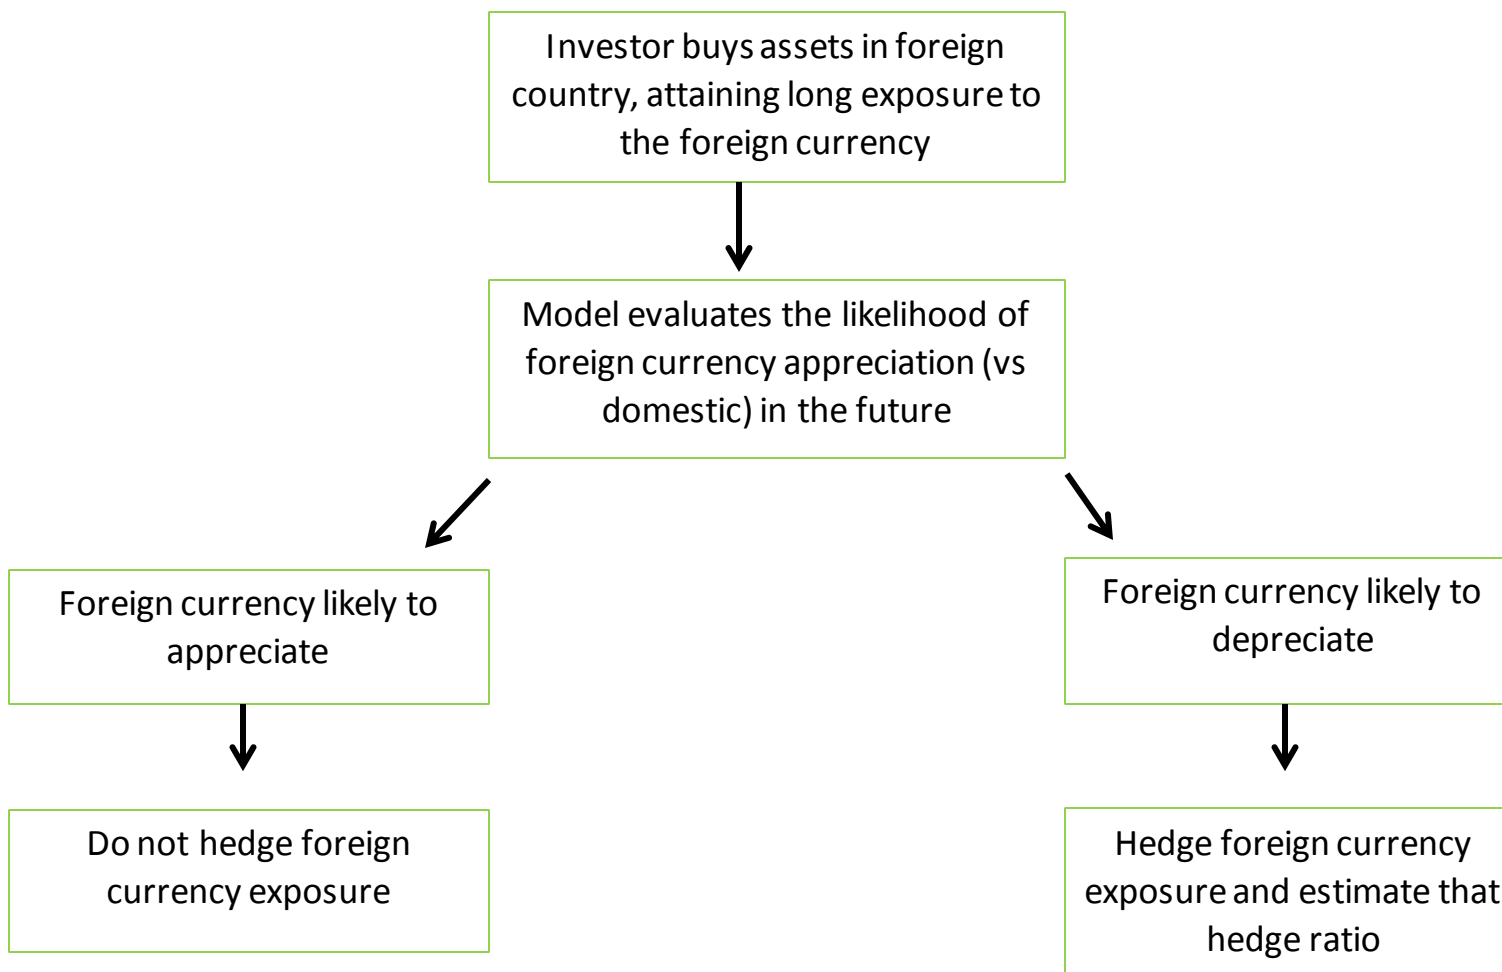 Investor buys assets in foreign
country, attaining long exposure to
the foreign currency
Model evaluates the likelihood of
foreign currency appreciation (vs
domestic) in the future
Foreign currency likely to
appreciate
Foreign currency likely to
depreciate
Do not hedge foreign
currency exposure
Hedge foreign currency
exposure and estimate that
hedge ratio